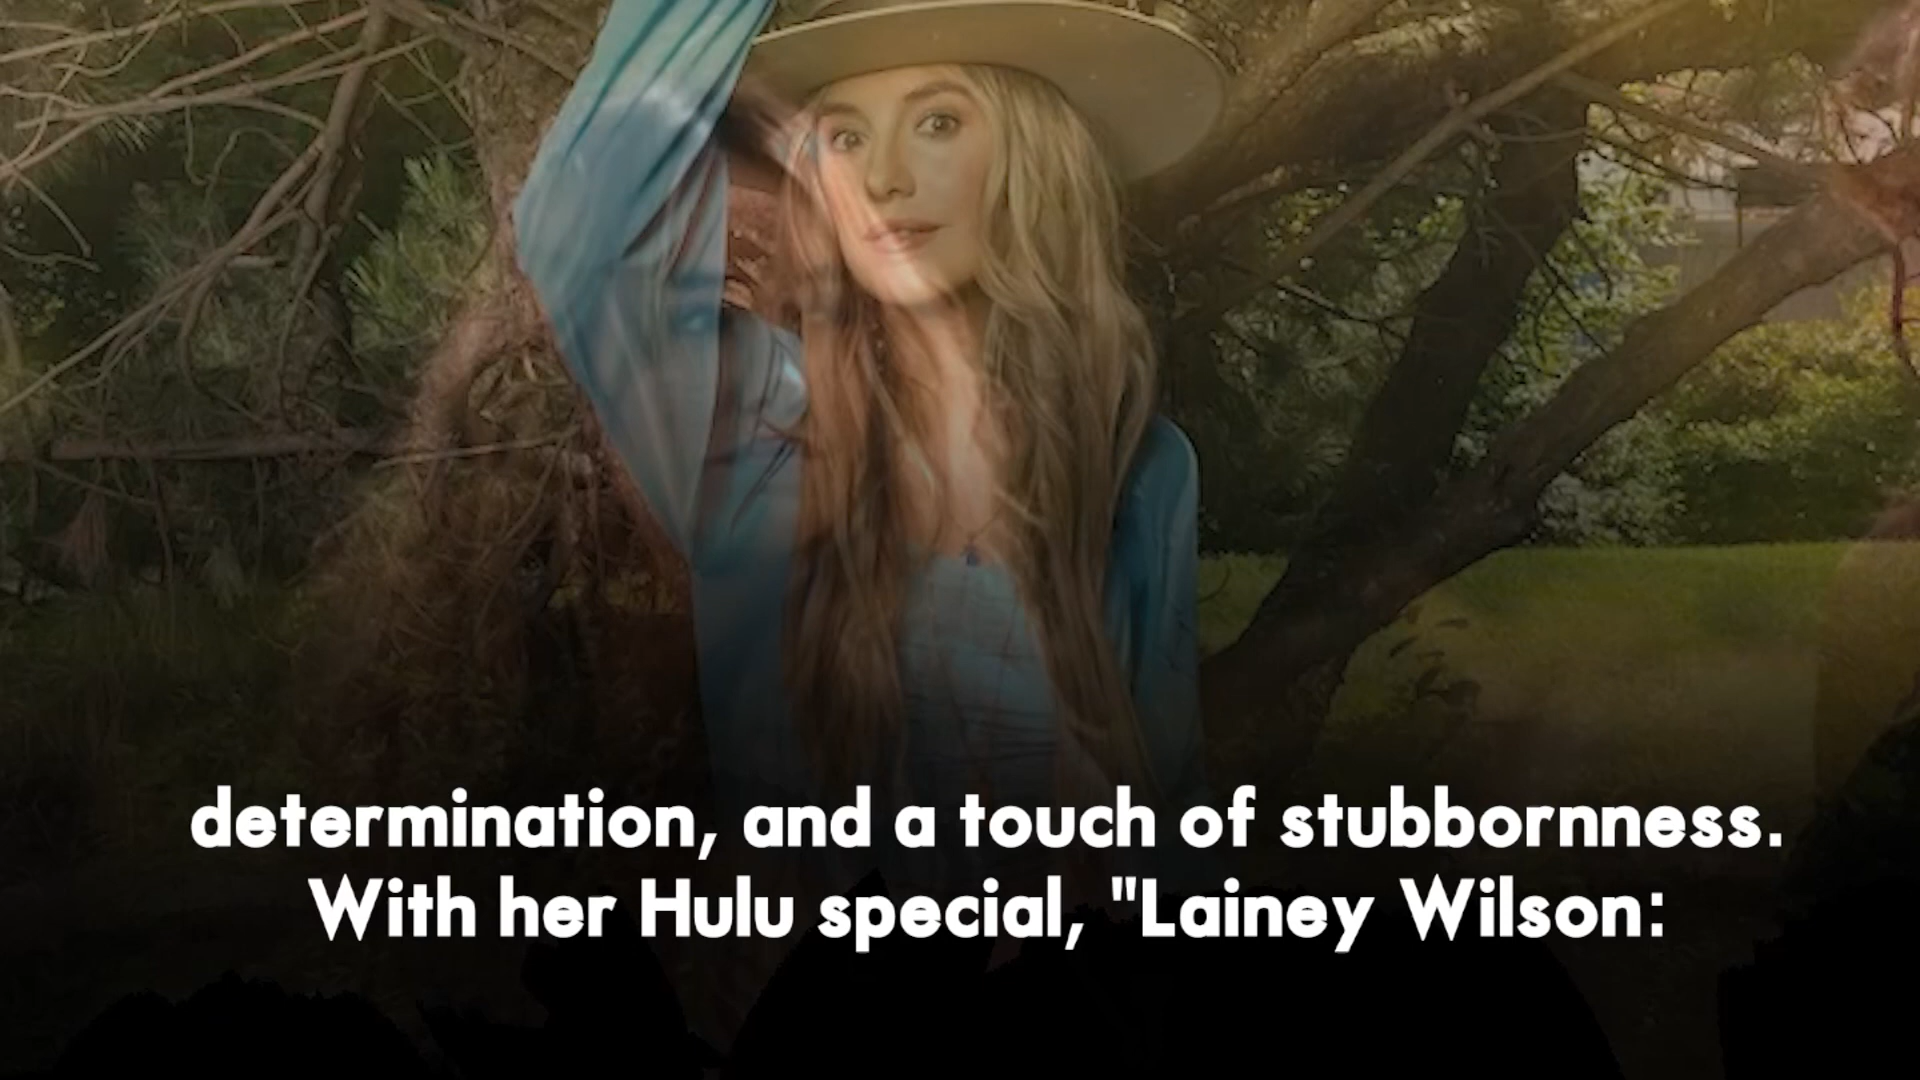 determination, and a touch of stubbornness.
With her Hulu special, "Lainey Wilson: